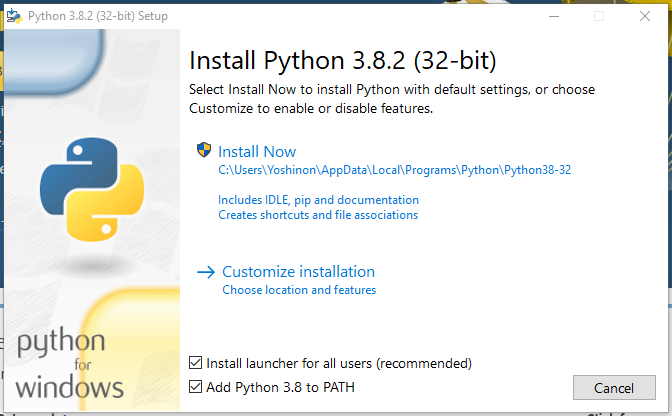 Python 3.8.2 (32-bit) Setup
Install Python 3.8.2 (32-bit)
Select Install Now to install Python with default settings, or choose
Customize to enable or disable features.
Install Now
C:\Users\Yoshinon\AppData\Local\Programs\Python\Python38-32
Includes IDLE, pip and documentation
Creates shortcuts and file associations
Customize installation
Choose location and features
python
for
windows
Install launcher for all users (recommended)
Add Python 3.8 to PATH
Cancel